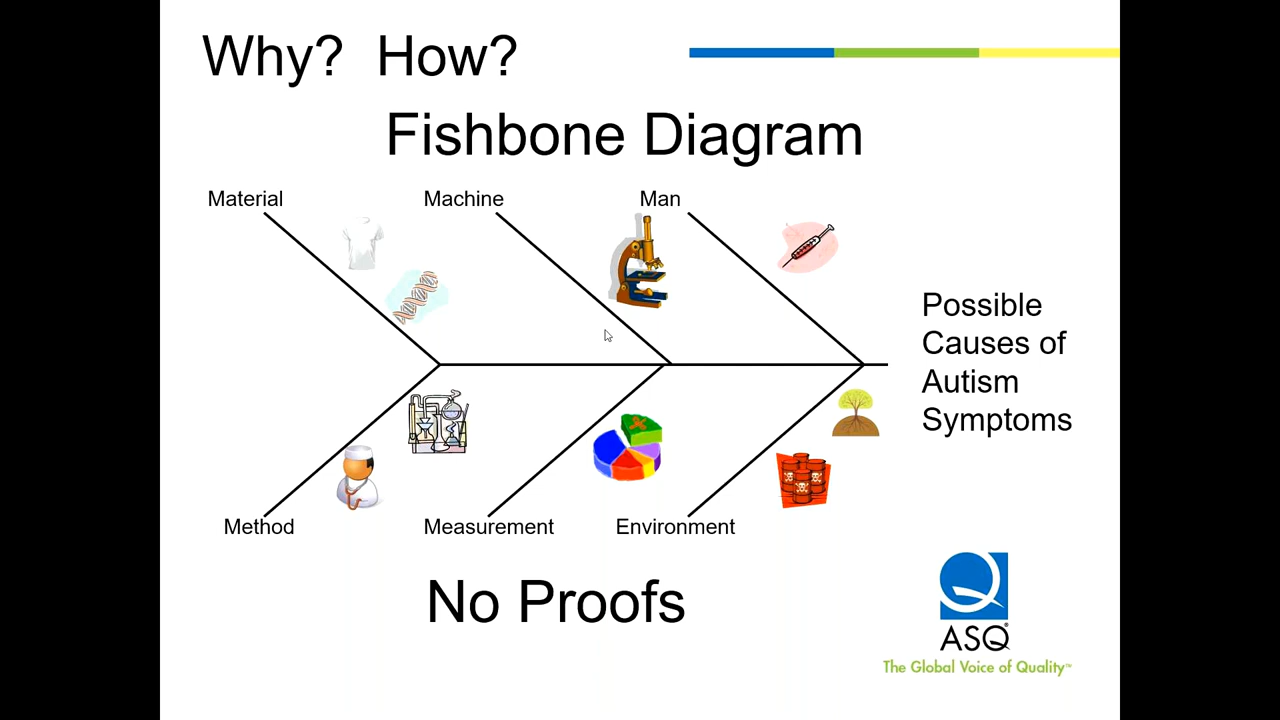 Why? How?
Fishbone Diagram
Material
Machine
Man
Possible
Causes of
Autism
Symptoms
Method
Measurement
Environment
No Proofs
ASQ®
The Global Voice of Quality™